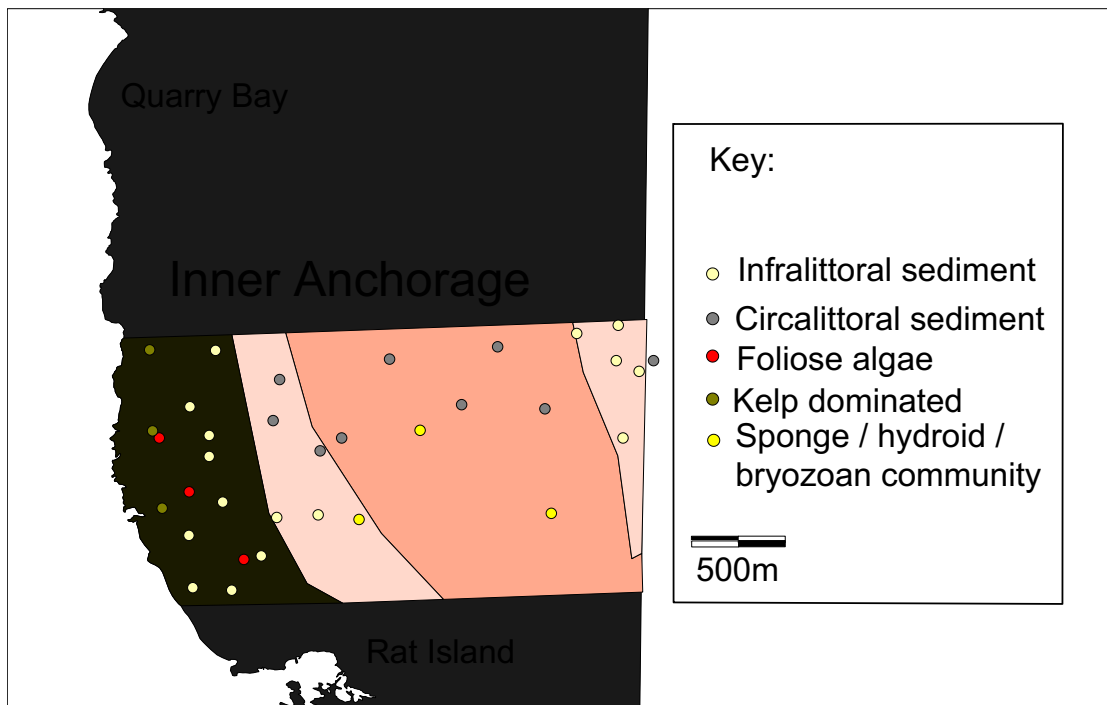 Quarry Bay
Key:
Inner Anchorage
Infralittoral sediment
Circalittoral sediment
Foliose algae
Kelp dominated
Sponge / hydroid /
bryozoan community
500m
Rat Island